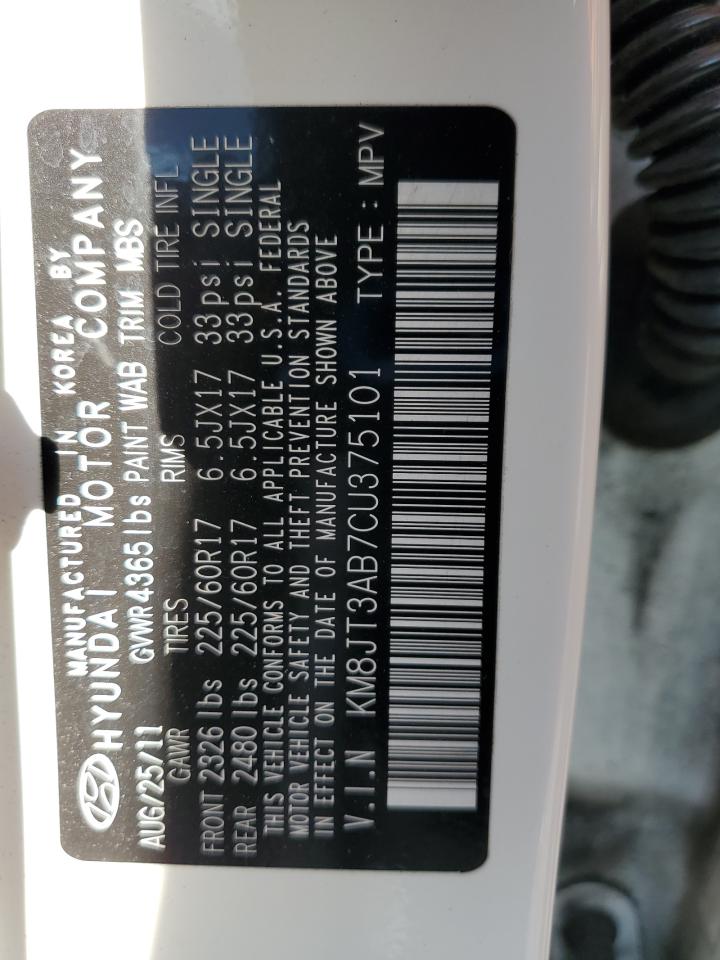 MANUFACTURED IN KOREA BY
HYUNDAI MOTOR COMPANY
AUG/25/11 GVWR4365lbs PAINT WAB TRIM MBS
GAWR TIRES RIMS COLD TIRE INFL
FRONT 2326 lbs 225/60R17 6.5JX17 33psi SINGLE
REAR 2480 lbs 225/60R17 6.5JX17 33psi SINGLE
THIS VEHICLE CONFORMS TO ALL APPLICABLE U.S.A FEDERAL
MOTOR VEHICLE SAFETY AND THEFT PREVENTION STANDARDS
IN EFFECT ON THE DATE OF MANUFACTURE SHOWN ABOVE
V.I.N KM8JT3AB7CU375101 TYPE : MPV